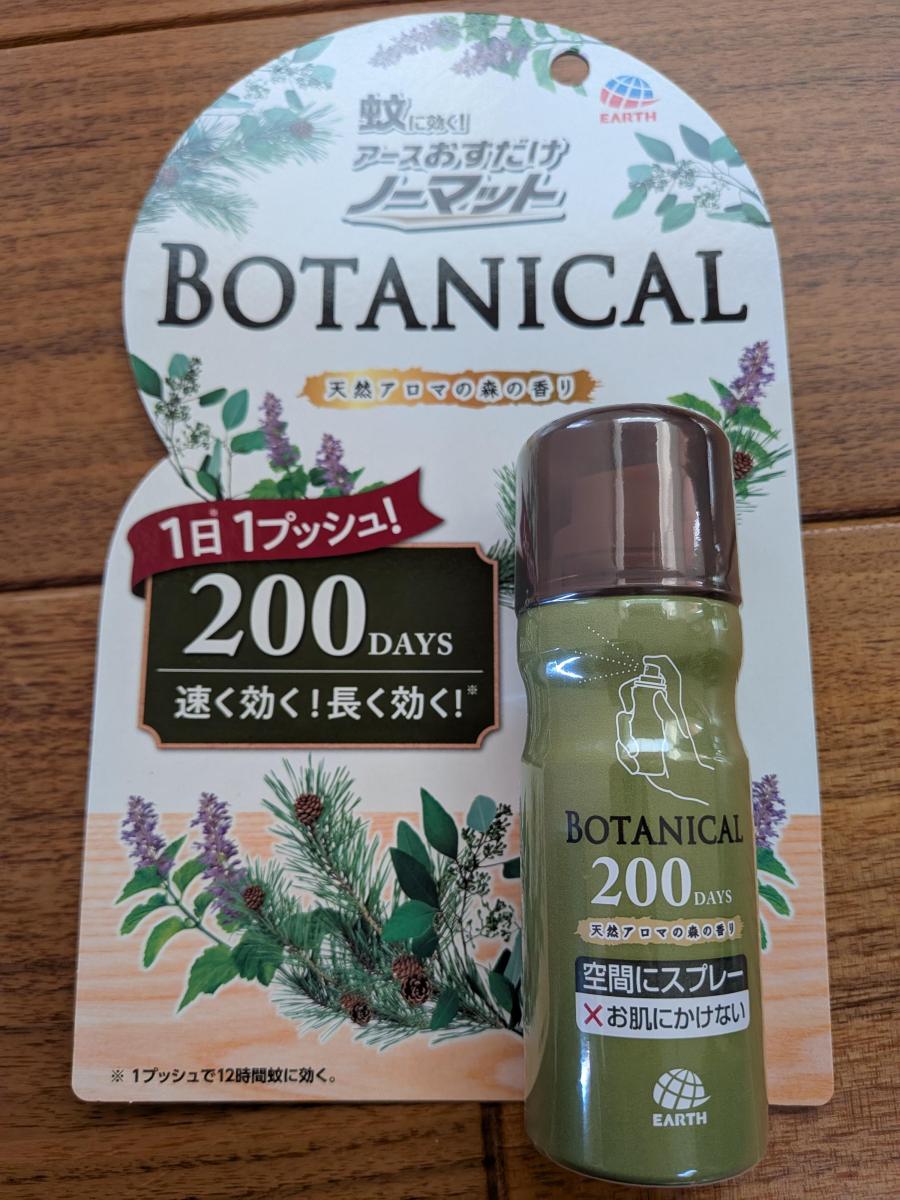 蚊に効く!
EARTH
アースおすだけ
ノーマット
BOTANICAL
天然アロマの森の香り
1日※1プッシュ!
200DAYS
速く効く!長く効く!※
BOTANICAL
200DAYS
天然アロマの森の香り
空間にスプレー
×お肌にかけない
EARTH
※ 1プッシュで12時間蚊に効く。